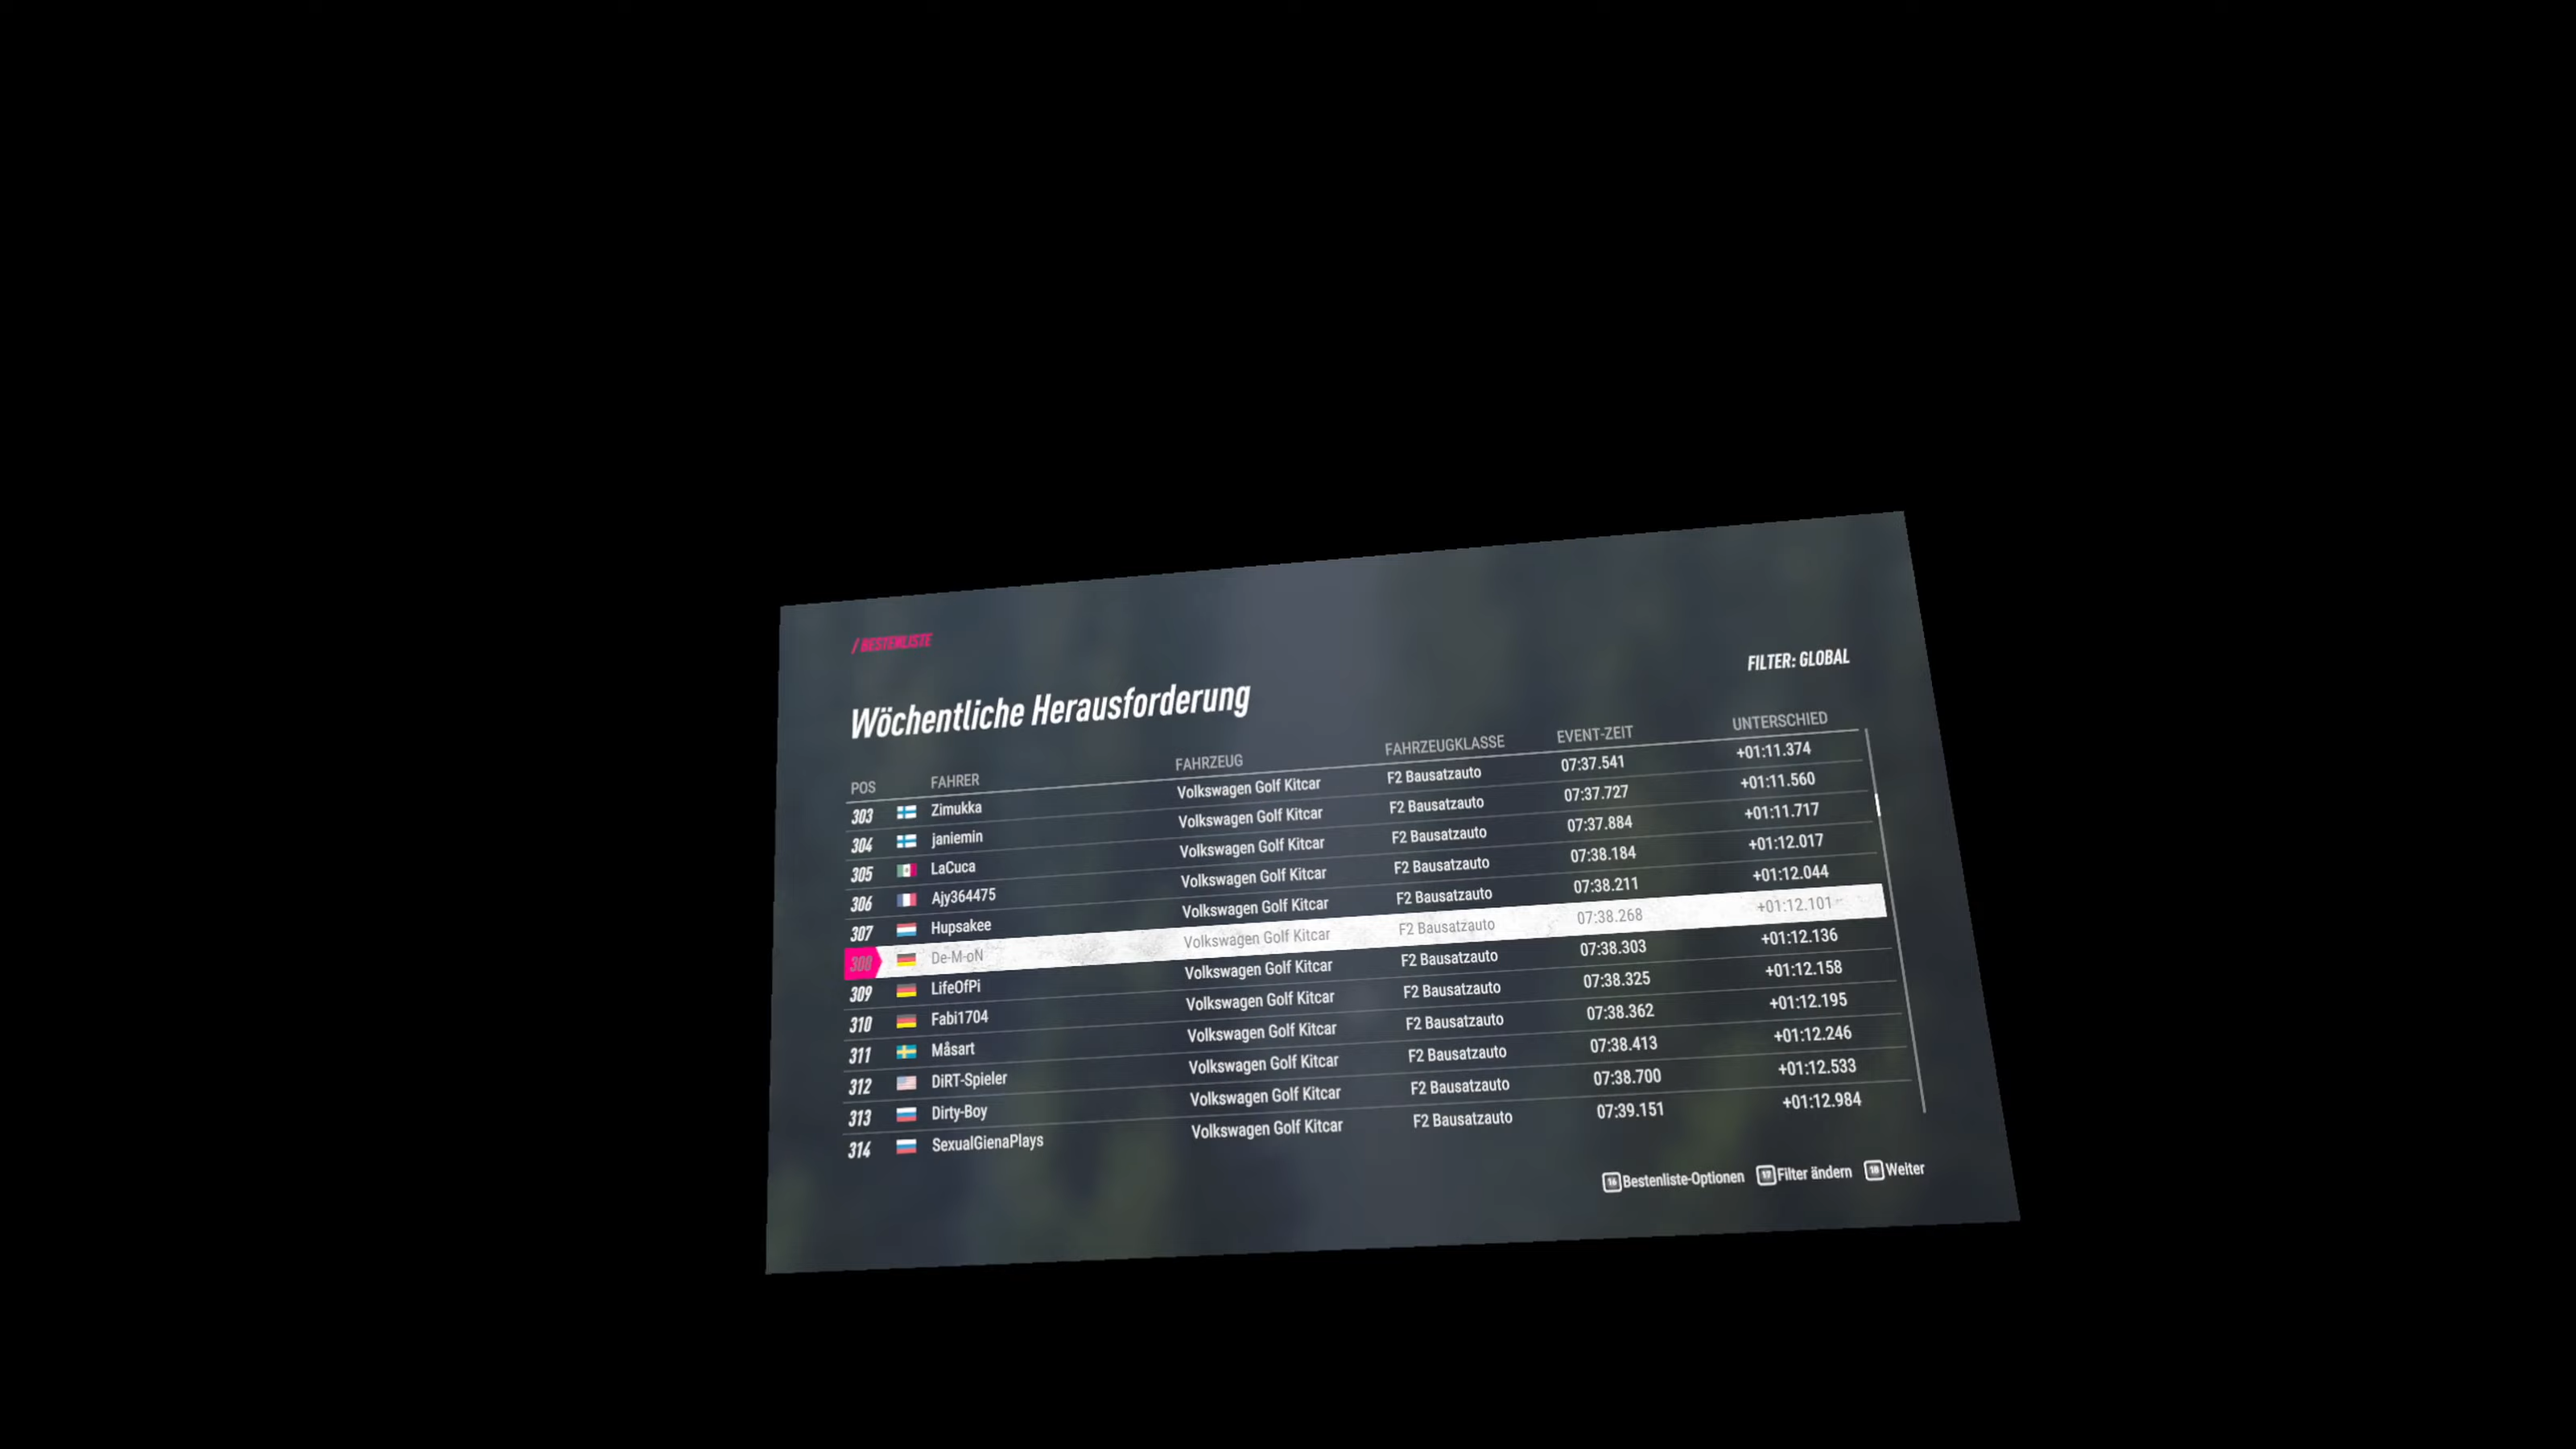 / BESTENLISTE
FILTER: GLOBAL
Wöchentliche Herausforderung
POS FAHRER FAHRZEUG FAHRZEUGKLASSE EVENT-ZEIT UNTERSCHIED
303 Zimukka Volkswagen Golf Kitcar F2 Bausatzauto 07:37.541 +01:11.374
304 janiemin Volkswagen Golf Kitcar F2 Bausatzauto 07:37.727 +01:11.560
305 LaCuca Volkswagen Golf Kitcar F2 Bausatzauto 07:37.884 +01:11.717
306 Ajy364475 Volkswagen Golf Kitcar F2 Bausatzauto 07:38.184 +01:12.017
307 Hupsakee Volkswagen Golf Kitcar F2 Bausatzauto 07:38.211 +01:12.044
308 De-M-oN Volkswagen Golf Kitcar F2 Bausatzauto 07:38.268 +01:12.101
309 LifeOfPi Volkswagen Golf Kitcar F2 Bausatzauto 07:38.303 +01:12.136
310 Fabi1704 Volkswagen Golf Kitcar F2 Bausatzauto 07:38.325 +01:12.158
311 Måsart Volkswagen Golf Kitcar F2 Bausatzauto 07:38.362 +01:12.195
312 DiRT-Spieler Volkswagen Golf Kitcar F2 Bausatzauto 07:38.413 +01:12.246
313 Dirty-Boy Volkswagen Golf Kitcar F2 Bausatzauto 07:38.700 +01:12.533
314 SexualGienaPlays Volkswagen Golf Kitcar F2 Bausatzauto 07:39.151 +01:12.984
16 Bestenliste-Optionen 17 Filter ändern 18 Weiter